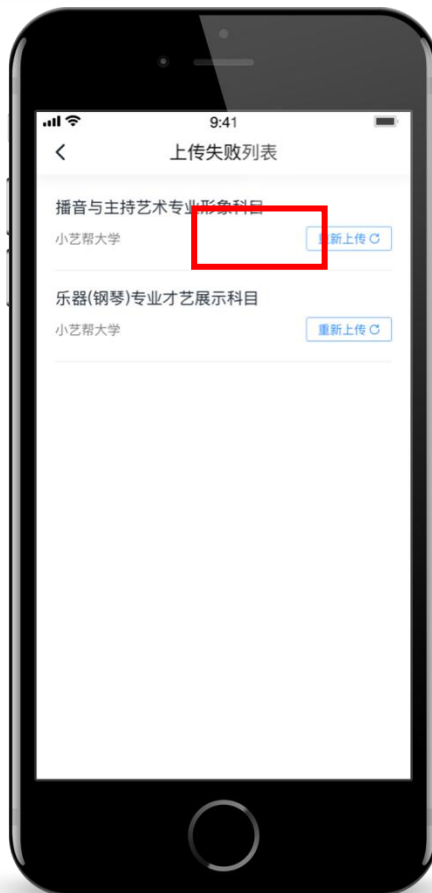 9:41
上传失败列表
播音与主持艺术专业形象科目
小艺帮大学
重新上传
乐器(钢琴)专业才艺展示科目
小艺帮大学
重新上传